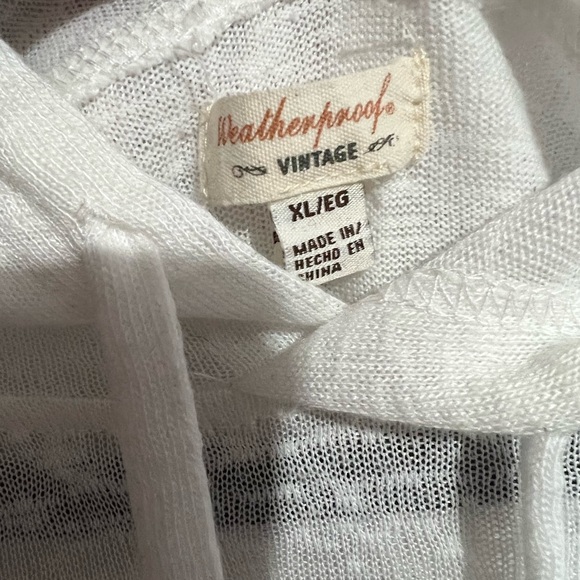 Weatherproof®
VINTAGE
XL/EG
MADE IN/
HECHO EN
CHINA